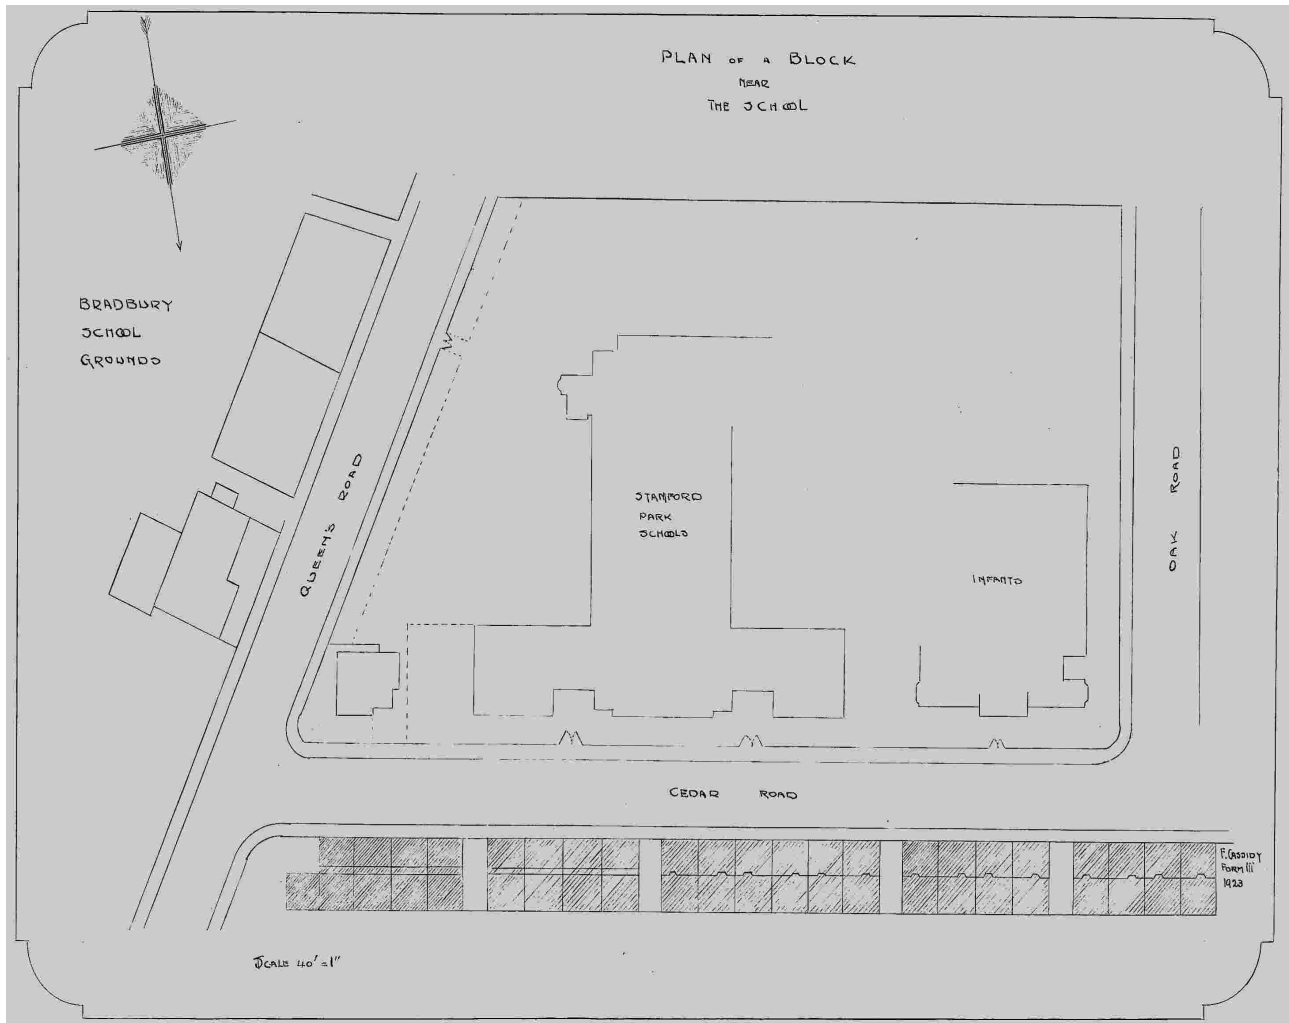 PLAN OF A BLOCK
NEAR
THE SCHOOL
BRADBURY
SCHOOL
GROUNDS
QUEEN'S ROAD
STAMFORD
PARK
SCHOOLS
INFANTS
OAK ROAD
CEDAR ROAD
F. CASSIDY
FORM III
1923
SCALE 40' = 1"